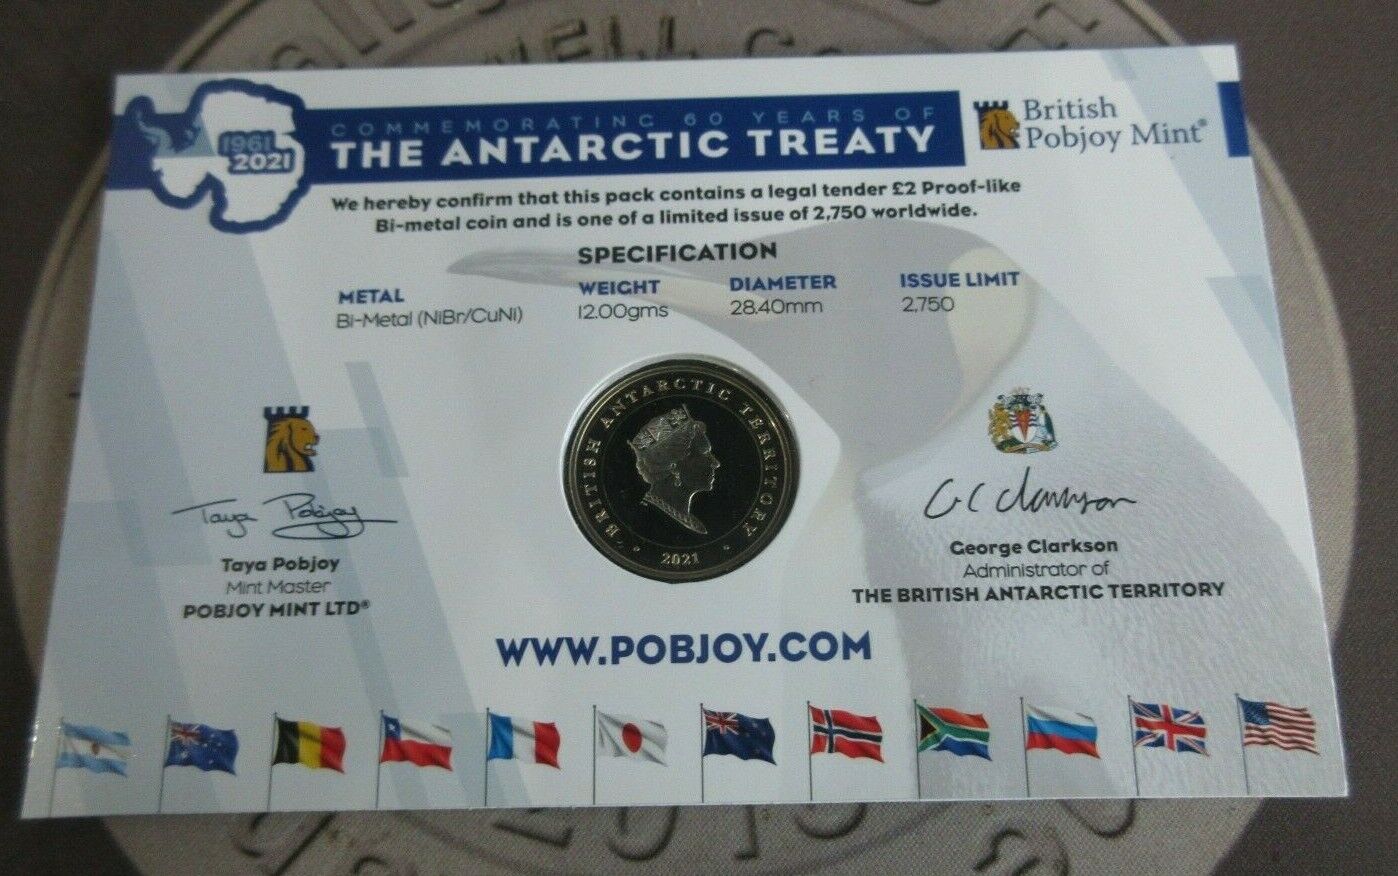 1961
2021
COMMEMORATING 60 YEARS OF
THE ANTARCTIC TREATY
British
Pobjoy Mint®
We hereby confirm that this pack contains a legal tender £2 Proof-like
Bi-metal coin and is one of a limited issue of 2,750 worldwide.
SPECIFICATION
METAL WEIGHT DIAMETER ISSUE LIMIT
Bi-Metal (NiBr/CuNi) 12.00gms 28.40mm 2,750
• BRITISH ANTARCTIC TERRITORY •
2021
Taya Pobjoy
Taya Pobjoy
Mint Master
POBJOY MINT LTD®
G C Clarkson
George Clarkson
Administrator of
THE BRITISH ANTARCTIC TERRITORY
WWW.POBJOY.COM